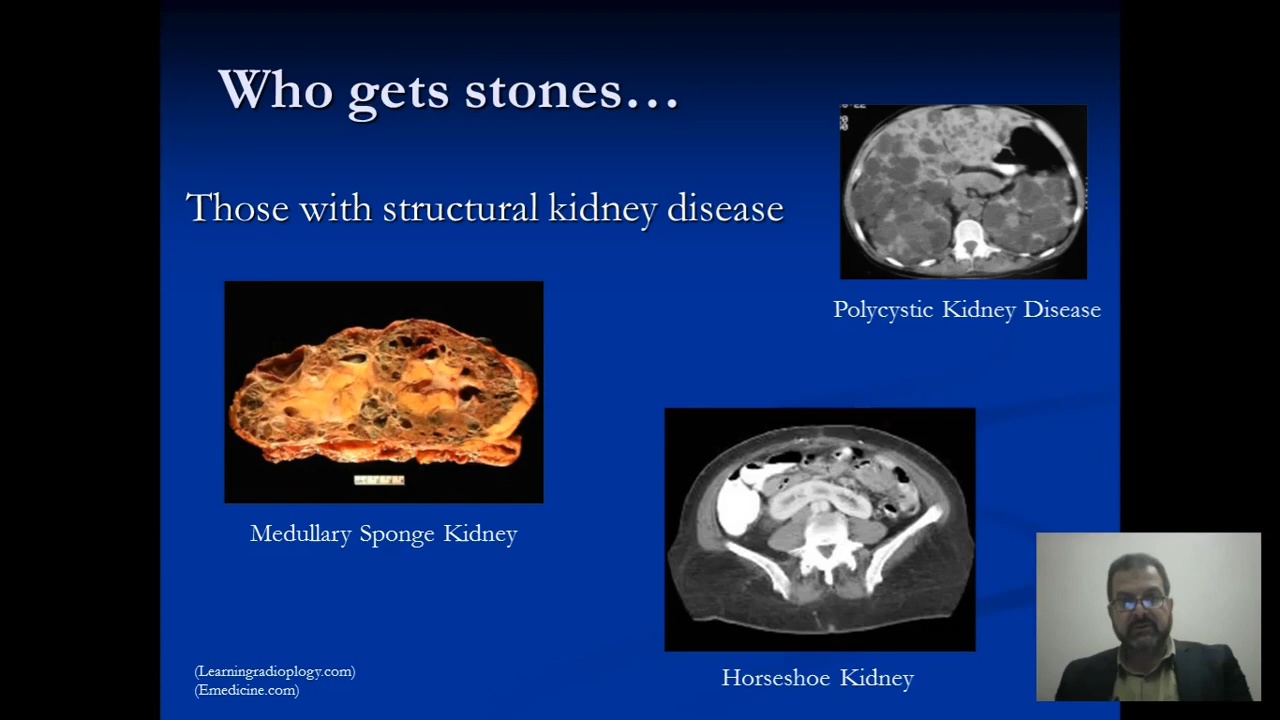 Who gets stones…
Those with structural kidney disease
Polycystic Kidney Disease
Medullary Sponge Kidney
Horseshoe Kidney
(Learningradioplogy.com)
(Emedicine.com)